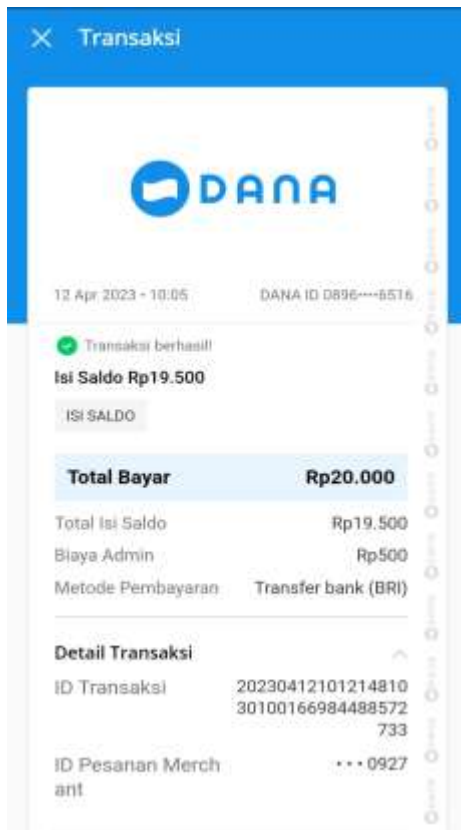 Transaksi
DANA
12 Apr 2023 • 10:05 DANA ID 0896••••6516
Transaksi berhasil!
Isi Saldo Rp19.500
ISI SALDO
Total Bayar Rp20.000
Total Isi Saldo Rp19.500
Biaya Admin Rp500
Metode Pembayaran Transfer bank (BRI)
Detail Transaksi
ID Transaksi 20230412101214810
30100166984488572
733
ID Pesanan Merch ••• 0927
ant